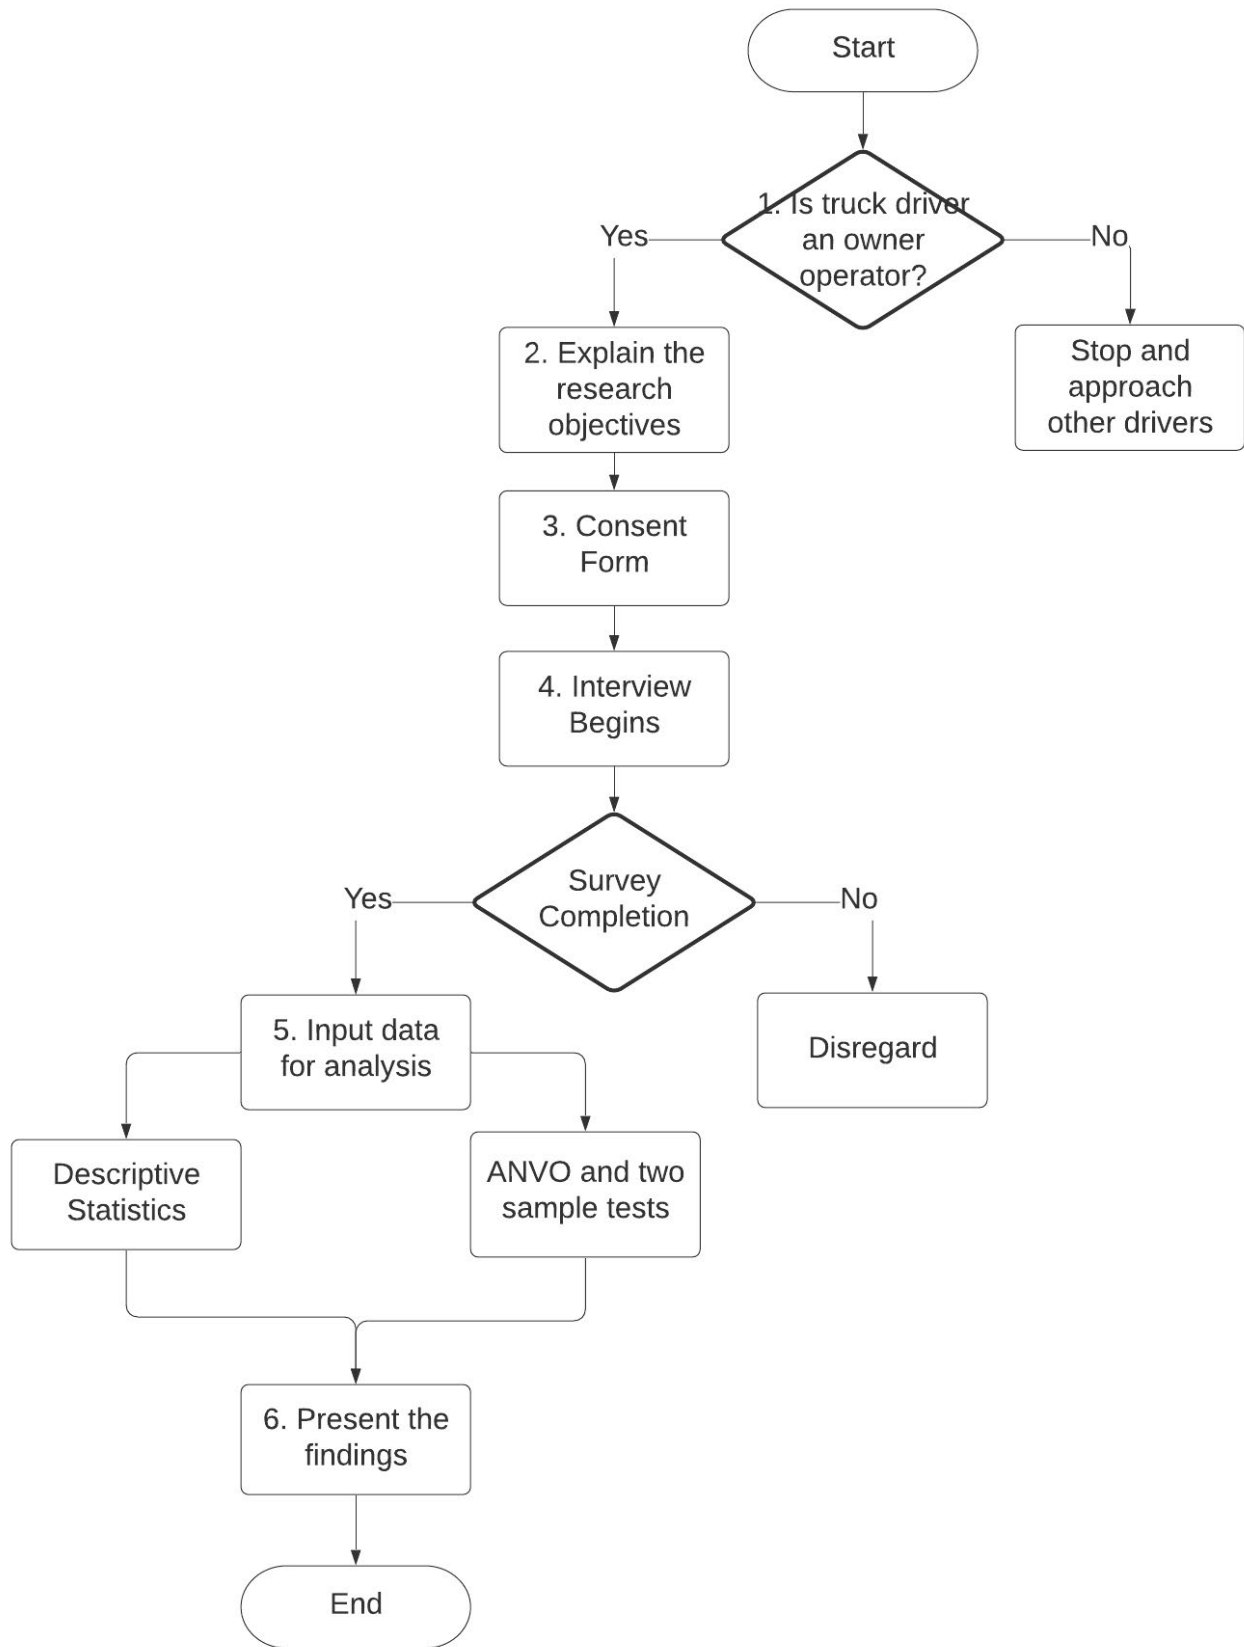 Start
1. Is truck driver
an owner
operator?
Yes
No
2. Explain the
research
objectives
Stop and
approach
other drivers
3. Consent
Form
4. Interview
Begins
Survey
Completion
Yes
No
5. Input data
for analysis
Disregard
Descriptive
Statistics
ANVO and two
sample tests
6. Present the
findings
End